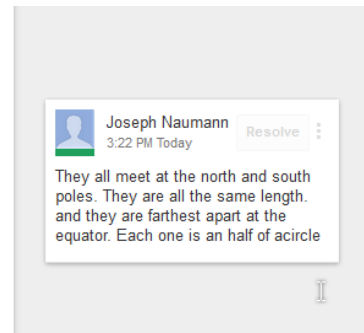 Joseph Naumann
Resolve
3:22 PM Today
They all meet at the north and south
poles. They are all the same length.
and they are farthest apart at the
equator. Each one is an half of acircle